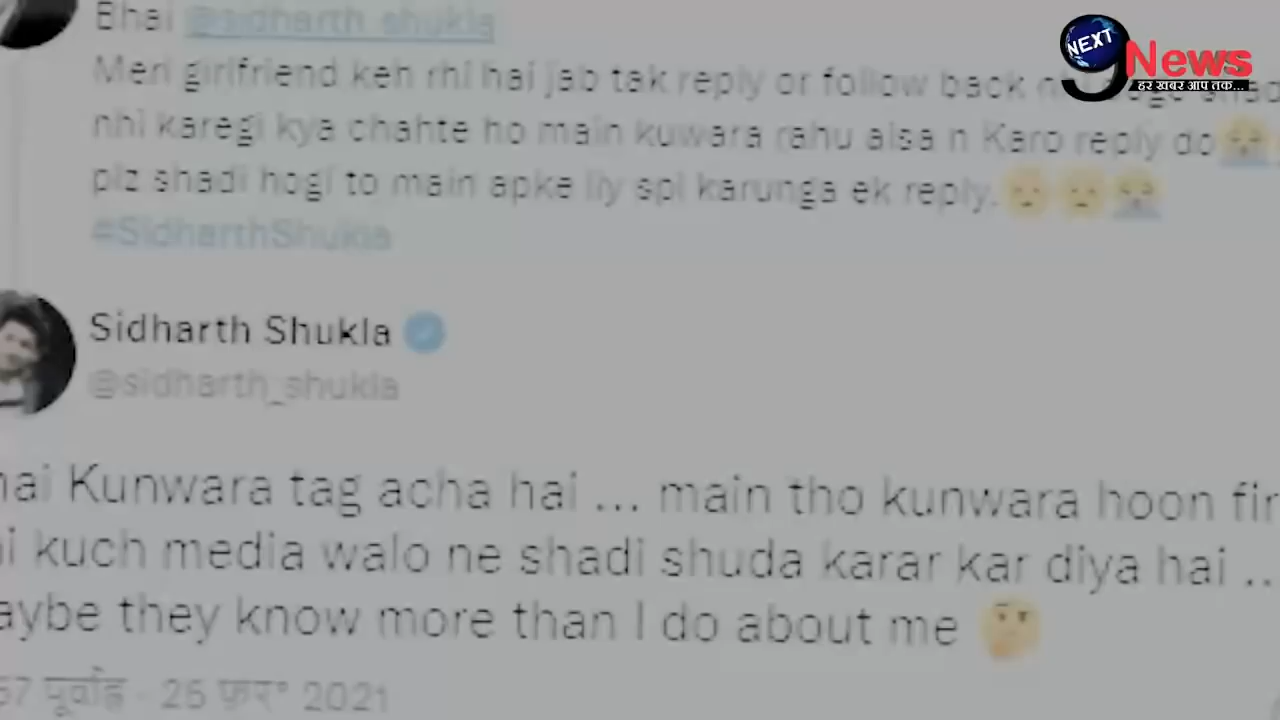 Bhai @sidharth_shukla
Meri girlfriend keh rhi hai jab tak reply or follow back
nhi karegi kya chahte ho main kuwara rahu aisa n Karo reply do
plz shadi hogi to main apke liy spl karunga ek reply.
#SidharthShukla
NEXT
9 News
हर खबर आप तक...
Sidharth Shukla
@sidharth_shukla
Kunwara tag acha hai ... main tho kunwara hoon
kuch media walo ne shadi shuda karar kar diya hai ..
they know more than I do about me
पूर्वाह्न · 25 फ़र॰ 2021